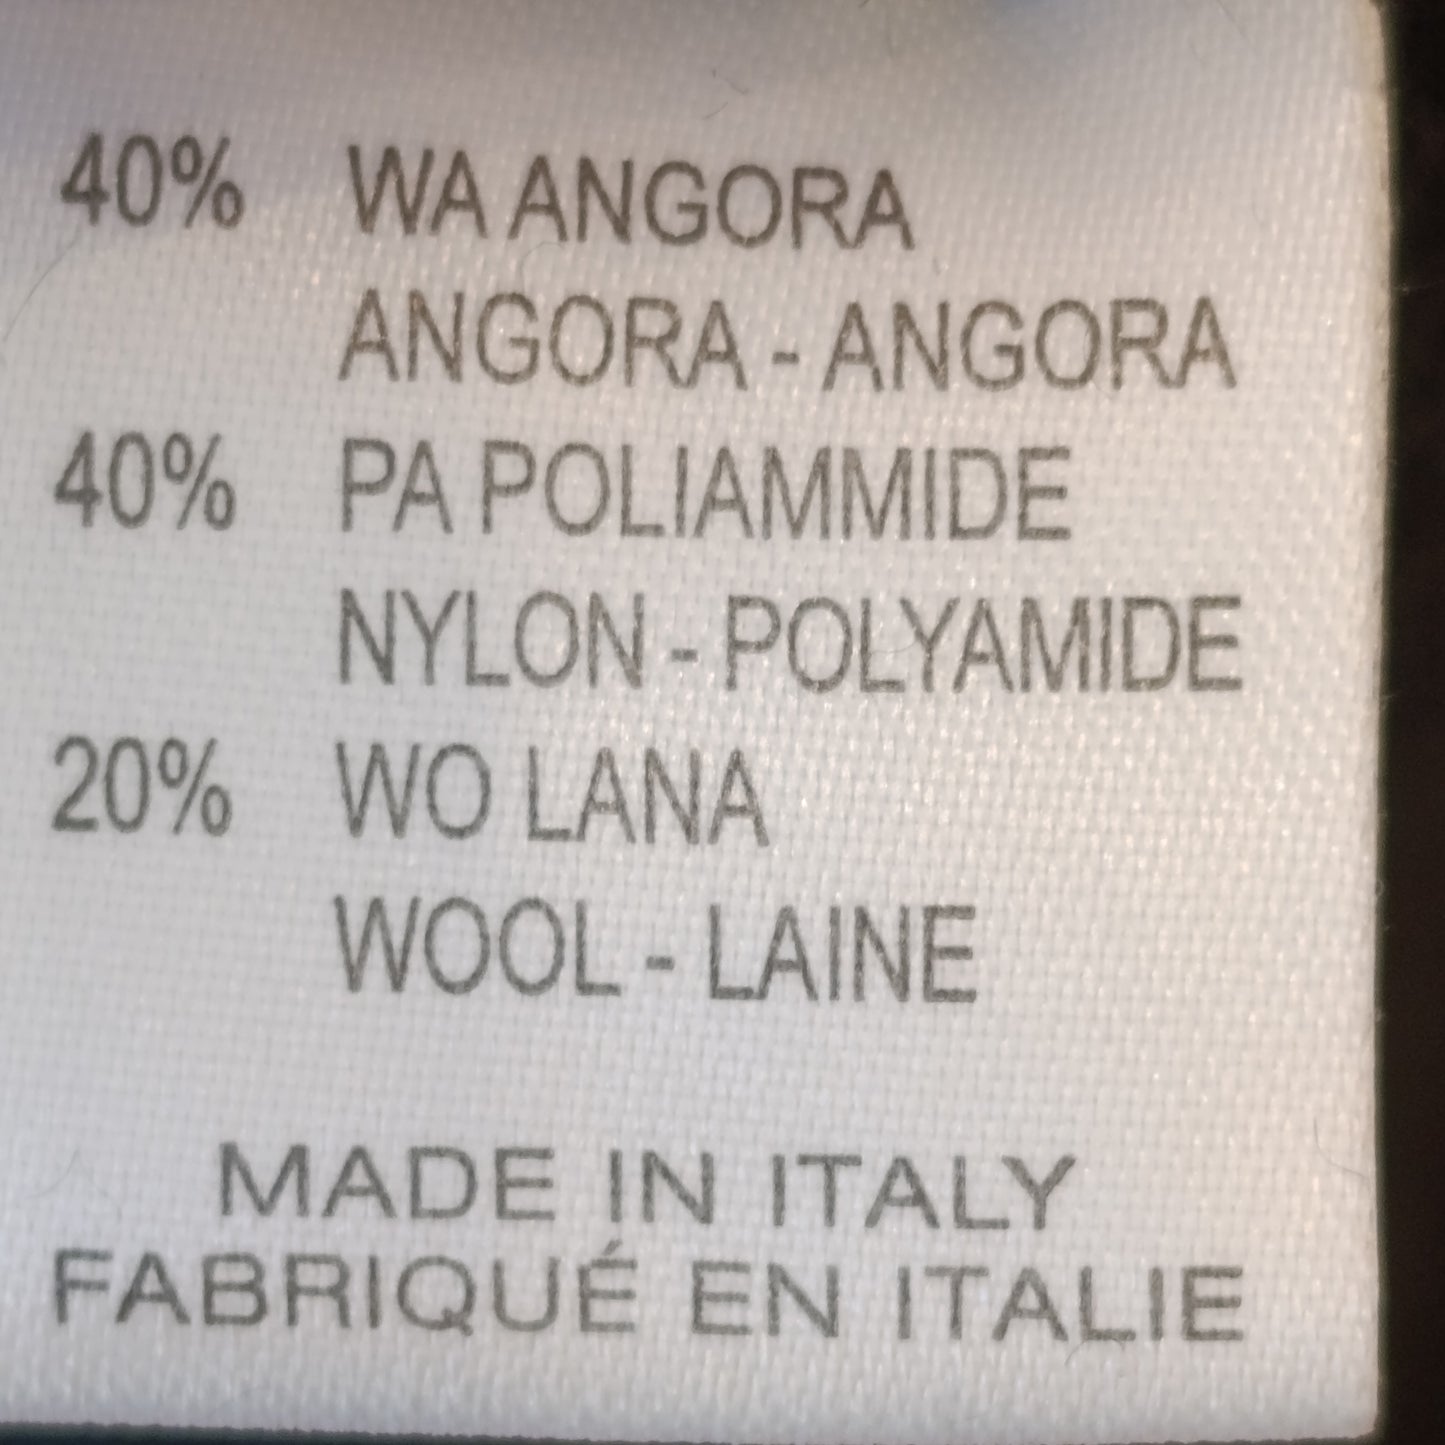 40% WA ANGORA
ANGORA - ANGORA
40% PA POLIAMMIDE
NYLON - POLYAMIDE
20% WO LANA
WOOL - LAINE
MADE IN ITALY
FABRIQUÉ EN ITALIE